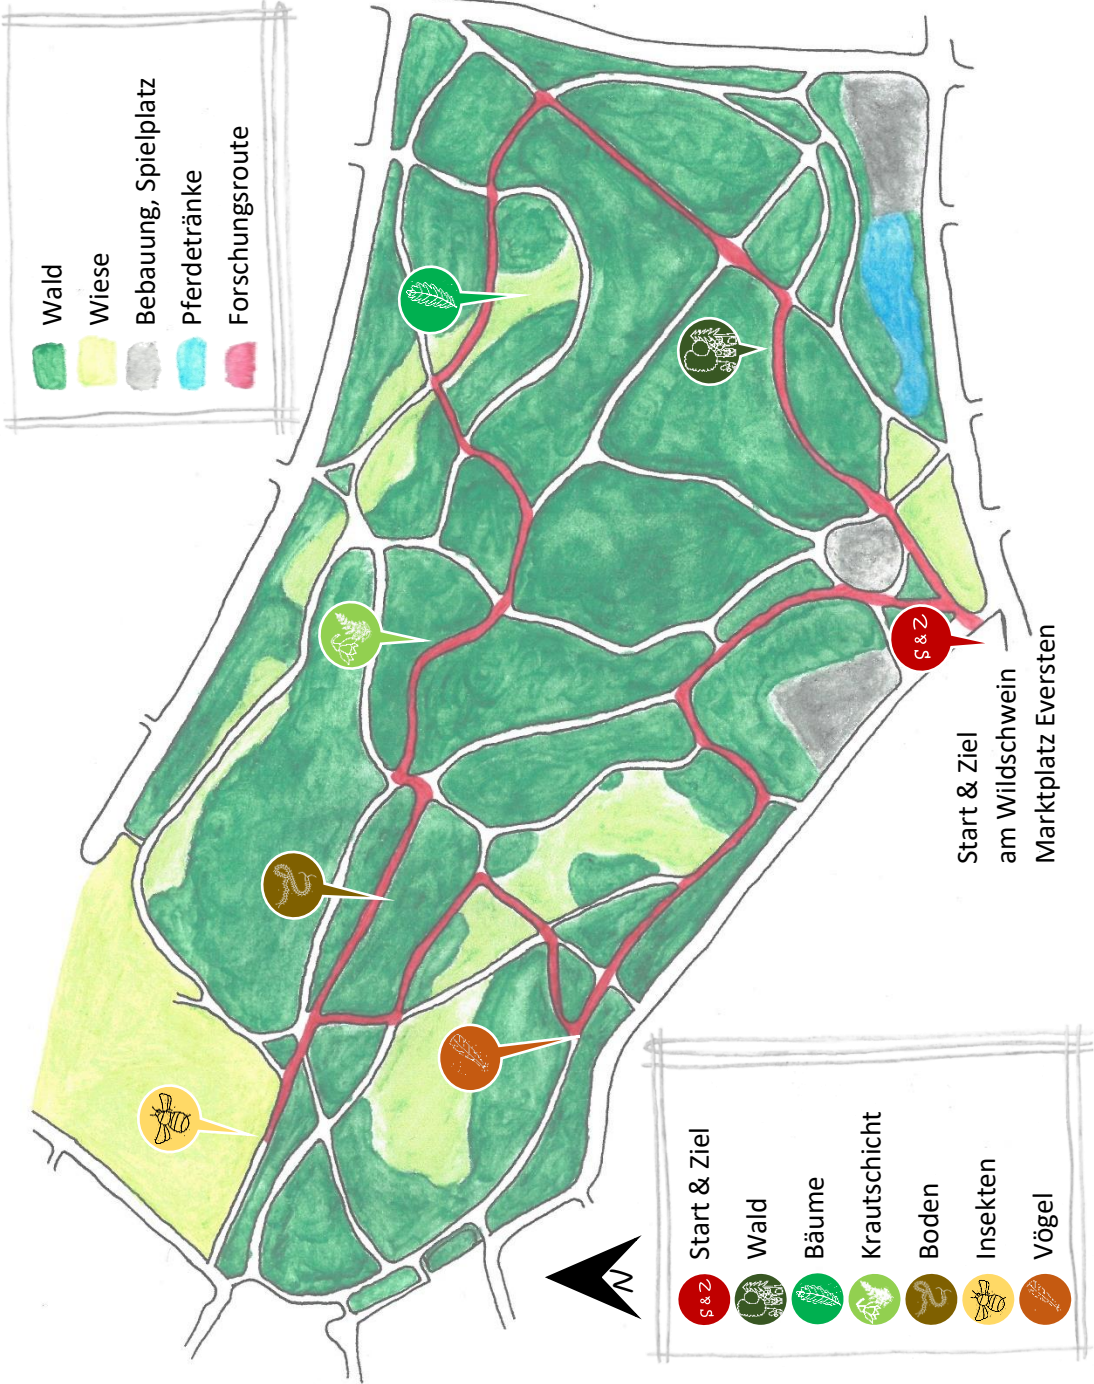 Wald
Wiese
Bebauung, Spielplatz
Pferdetränke
Forschungsroute
S & Z
Start & Ziel
am Wildschwein
Marktplatz Eversten
N
S & Z
Start & Ziel
Wald
Bäume
Krautschicht
Boden
Insekten
Vögel